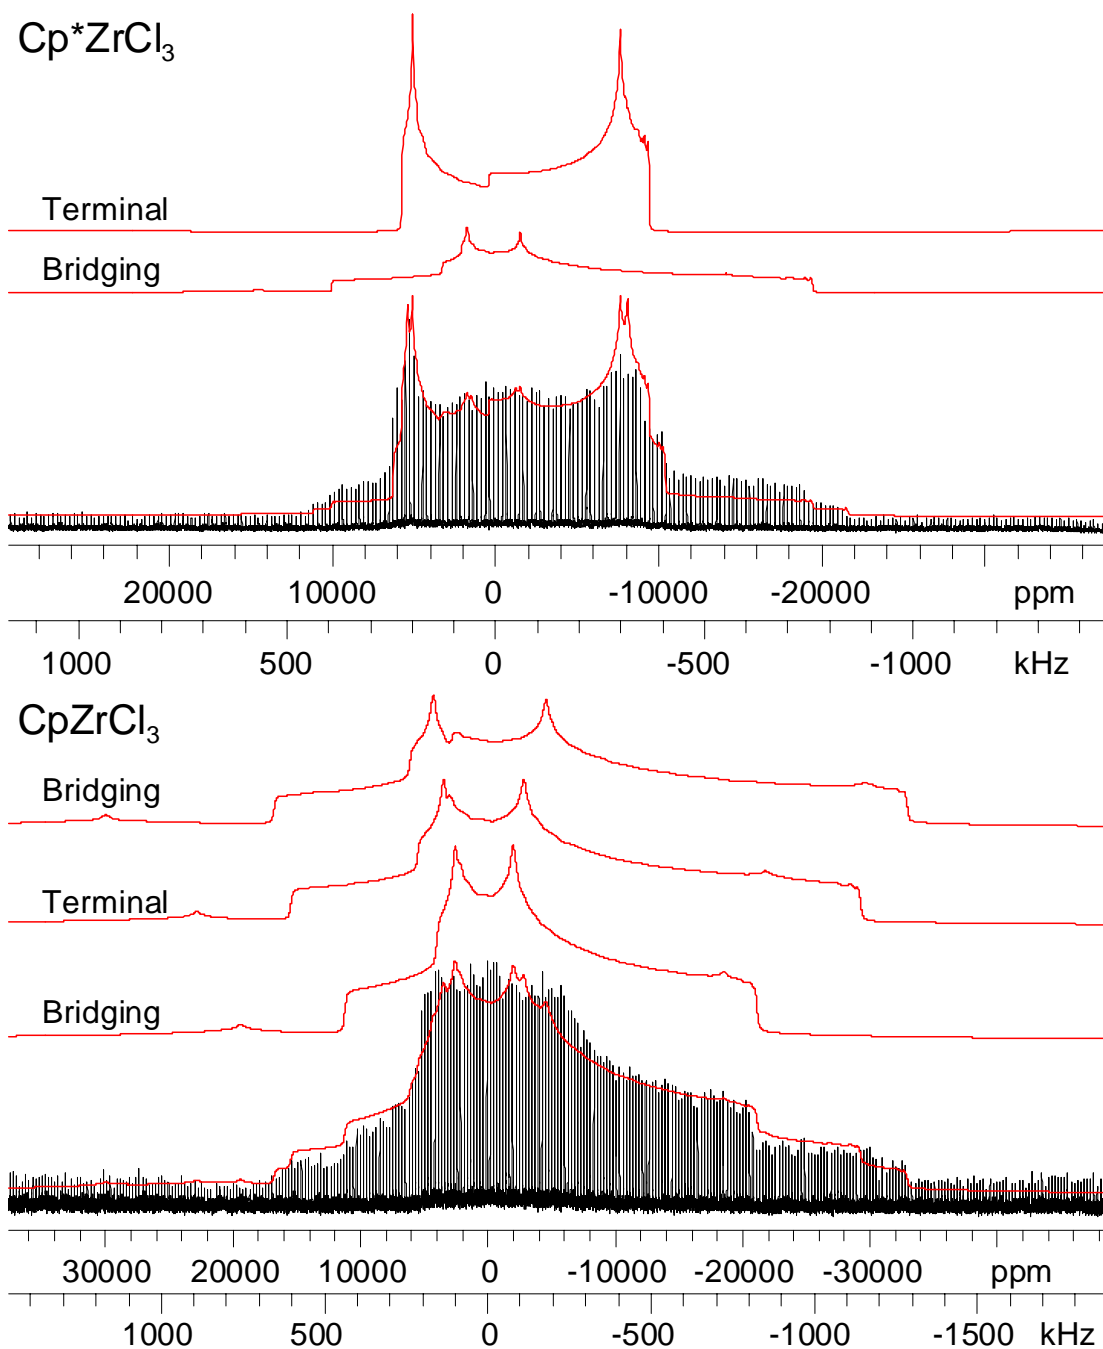 Cp*ZrCl₃
Terminal
Bridging
20000 10000 0 -10000 -20000 ppm
1000 500 0 -500 -1000 kHz
CpZrCl₃
Bridging
Terminal
Bridging
30000 20000 10000 0 -10000 -20000 -30000 ppm
1000 500 0 -500 -1000 -1500 kHz